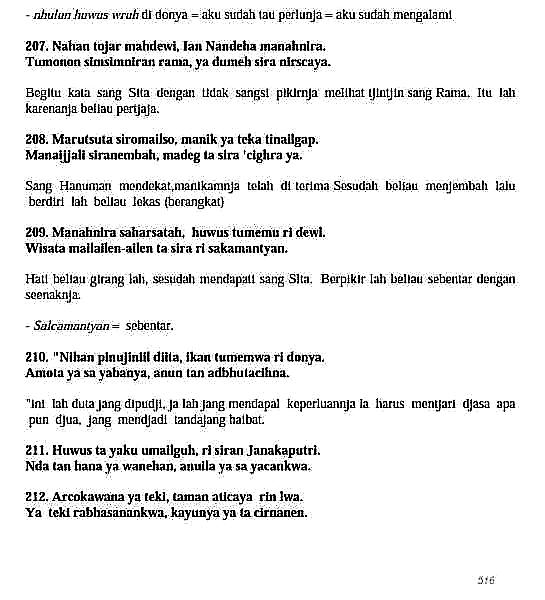 - nhulun huwus wruh di donya = aku sudah tau perlunja = aku sudah mengalami
207. Nahan tojar mahdewi, lan Nandeha manahnira.
Tumonon simsimniran rama, ya dumeh sira nirscaya.
Begitu kata sang Sita dengan tidak sangsi pikirnja melihat tjintjin sang Rama. Itu lah
karenanja beliau pertjaja.
208. Marutsuta siromailso, manik ya teka tinailgap.
Manaijjali siranembah, madeg ta sira 'cighra ya.
Sang Hanuman mendekat,manikamnja telah di terima Sesudah beliau menjembah lalu
berdiri lah beliau lekas (berangkat)
209. Manahnira saharsatah, huwus tumemu ri dewi.
Wisata mailailen-ailen ta sira ri sakamantyan.
Hati beliau girang lah, sesudah mendapati sang Sita. Berpikir lah beliau sebentar dengan
seenaknja.
- Salcamantyan = sebentar.
210. "Nihan pinujinlil diita, ikan tumemwa ri donya.
Amota ya sa yabanya, anun tan adbhutacihna.
"ini lah duta jang dipudji, ja lah jang mendapat keperluannja ia harus mentjari djasa apa
pun djua, jang mendjadi tandajang haibat.
211. Huwus ta yaku umailguh, ri siran Janakaputri.
Nda tan hana ya wanehan, anuila ya sa yacankwa.
212. Arcokawana ya teki, taman aticaya rin lwa.
Ya teki rabhasanankwa, kayunya ya ta cirnanen.
516